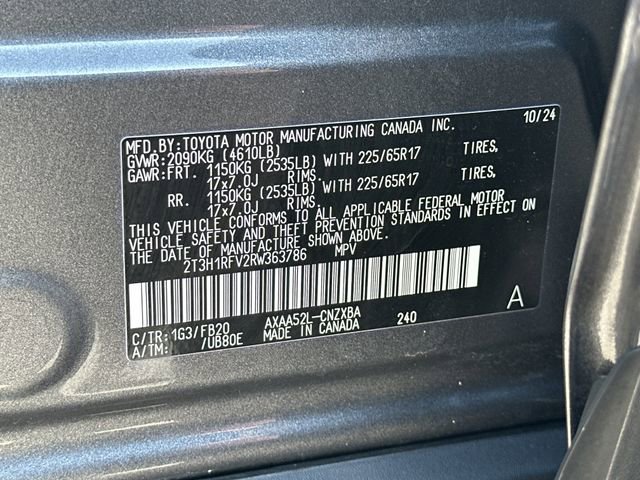 10/24
MFD.BY:TOYOTA MOTOR MANUFACTURING CANADA INC.
GVWR:2090KG (4610LB)
GAWR:FRT. 1150KG (2535LB) WITH 225/65R17 TIRES,
17x7.0J RIMS.
RR. 1150KG (2535LB) WITH 225/65R17 TIRES,
17x7.0J RIMS.
THIS VEHICLE CONFORMS TO ALL APPLICABLE FEDERAL MOTOR
VEHICLE SAFETY AND THEFT PREVENTION STANDARDS IN EFFECT ON
THE DATE OF MANUFACTURE SHOWN ABOVE.
2T3H1RFV2RW363786 MPV
C/TR:1G3/FB20 AXAA52L-CNZXBA 240
A/TM: /UB80E MADE IN CANADA
A